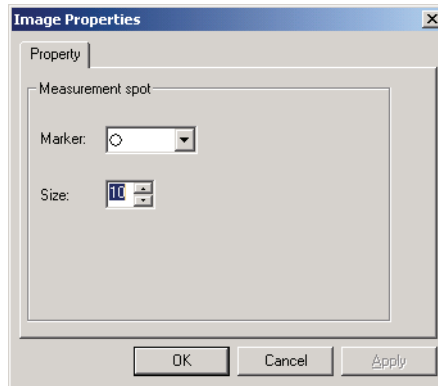 Image Properties
Property
Measurement spot
Marker:
Size: 10
OK Cancel Apply